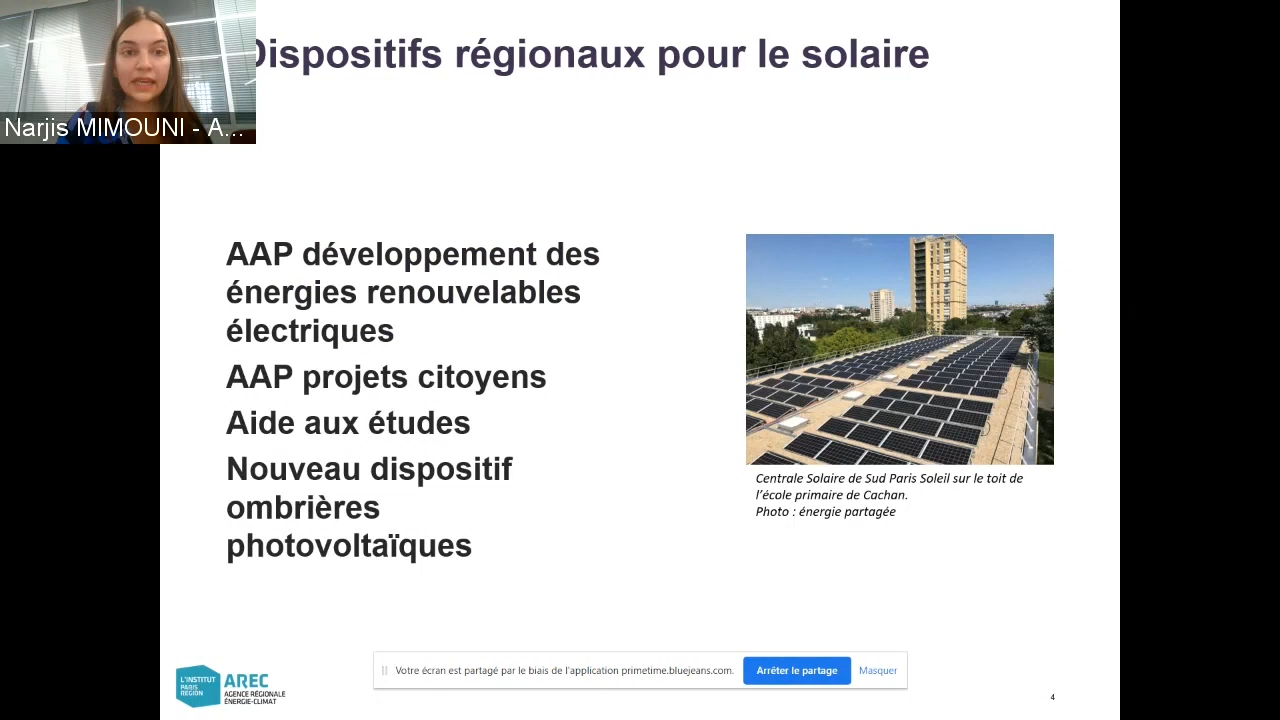 Dispositifs régionaux pour le solaire
Narjis MIMOUNI - A...
AAP développement des
énergies renouvelables
électriques
AAP projets citoyens
Aide aux études
Nouveau dispositif
ombrières
photovoltaïques
Centrale Solaire de Sud Paris Soleil sur le toit de
l'école primaire de Cachan.
Photo : énergie partagée
L'INSTITUT
PARIS
REGION
AREC
AGENCE RÉGIONALE
ÉNERGIE-CLIMAT
Votre écran est partagé par le biais de l'application primetime.bluejeans.com.
Arrêter le partage
Masquer
4